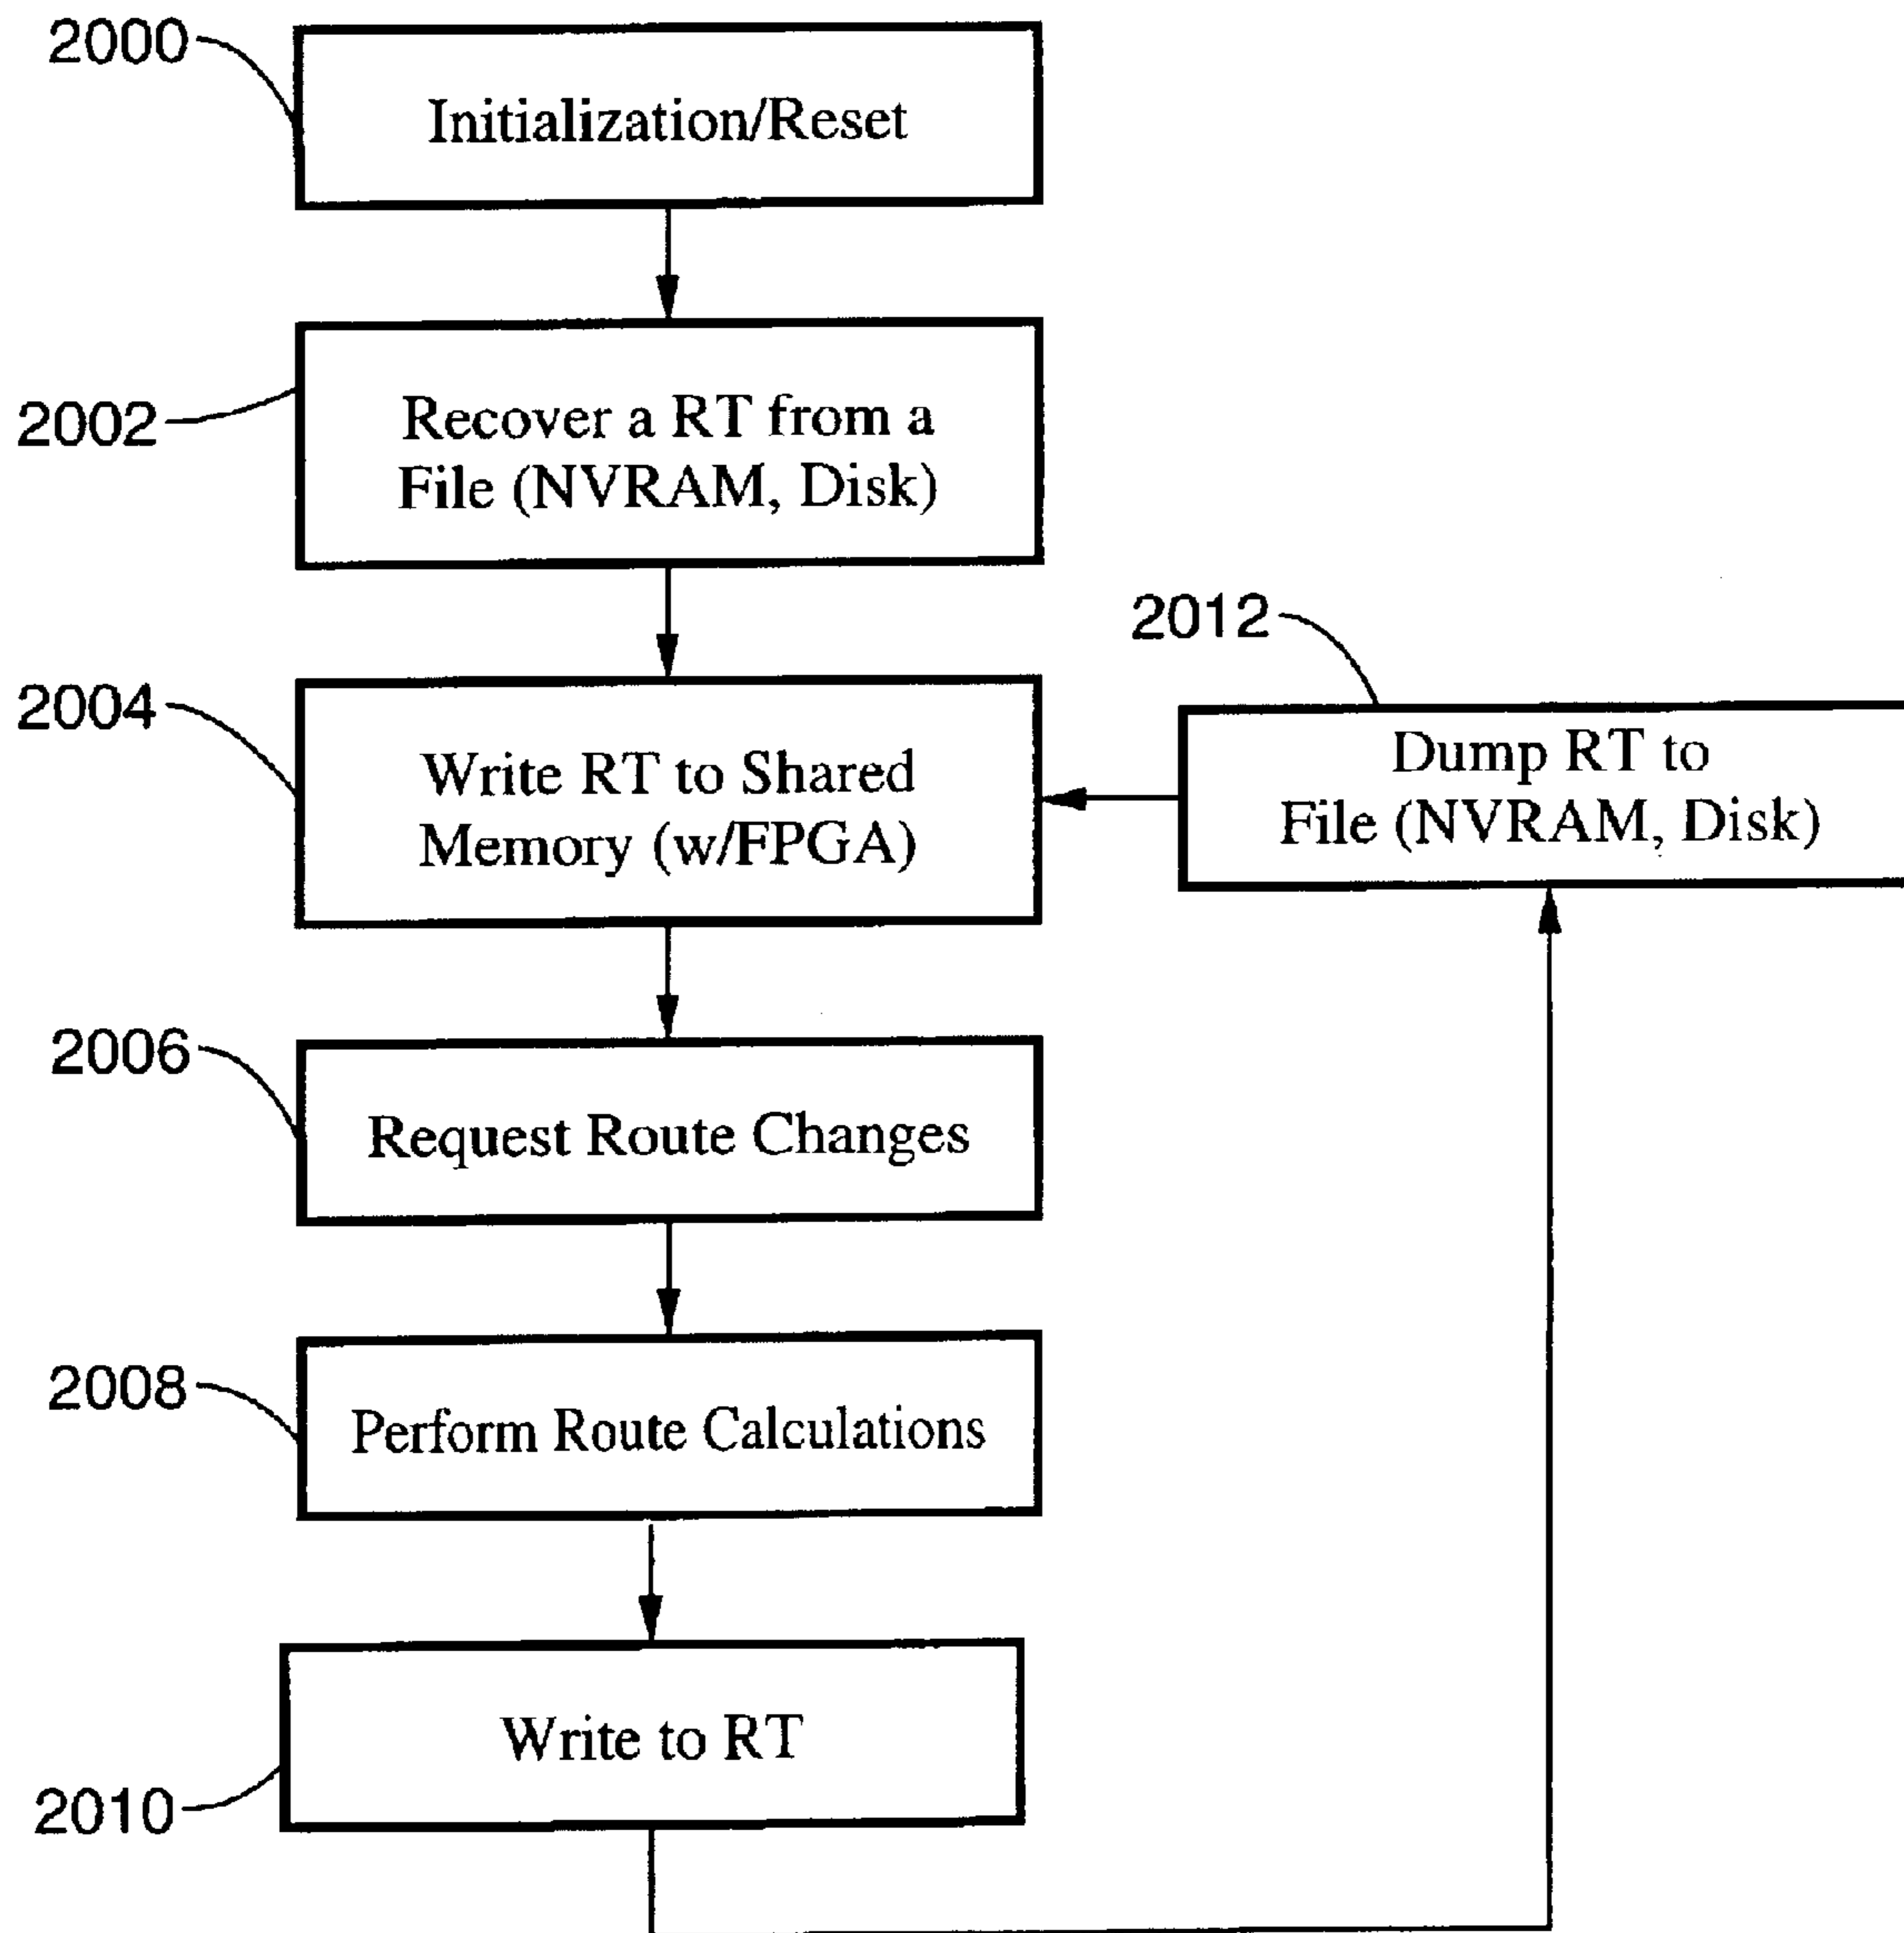 2000
Initialization/Reset
2002
Recover a RT from a
File (NVRAM, Disk)
2012
2004
Write RT to Shared
Memory (w/FPGA)
Dump RT to
File (NVRAM, Disk)
2006
Request Route Changes
2008
Perform Route Calculations
Write to RT
2010